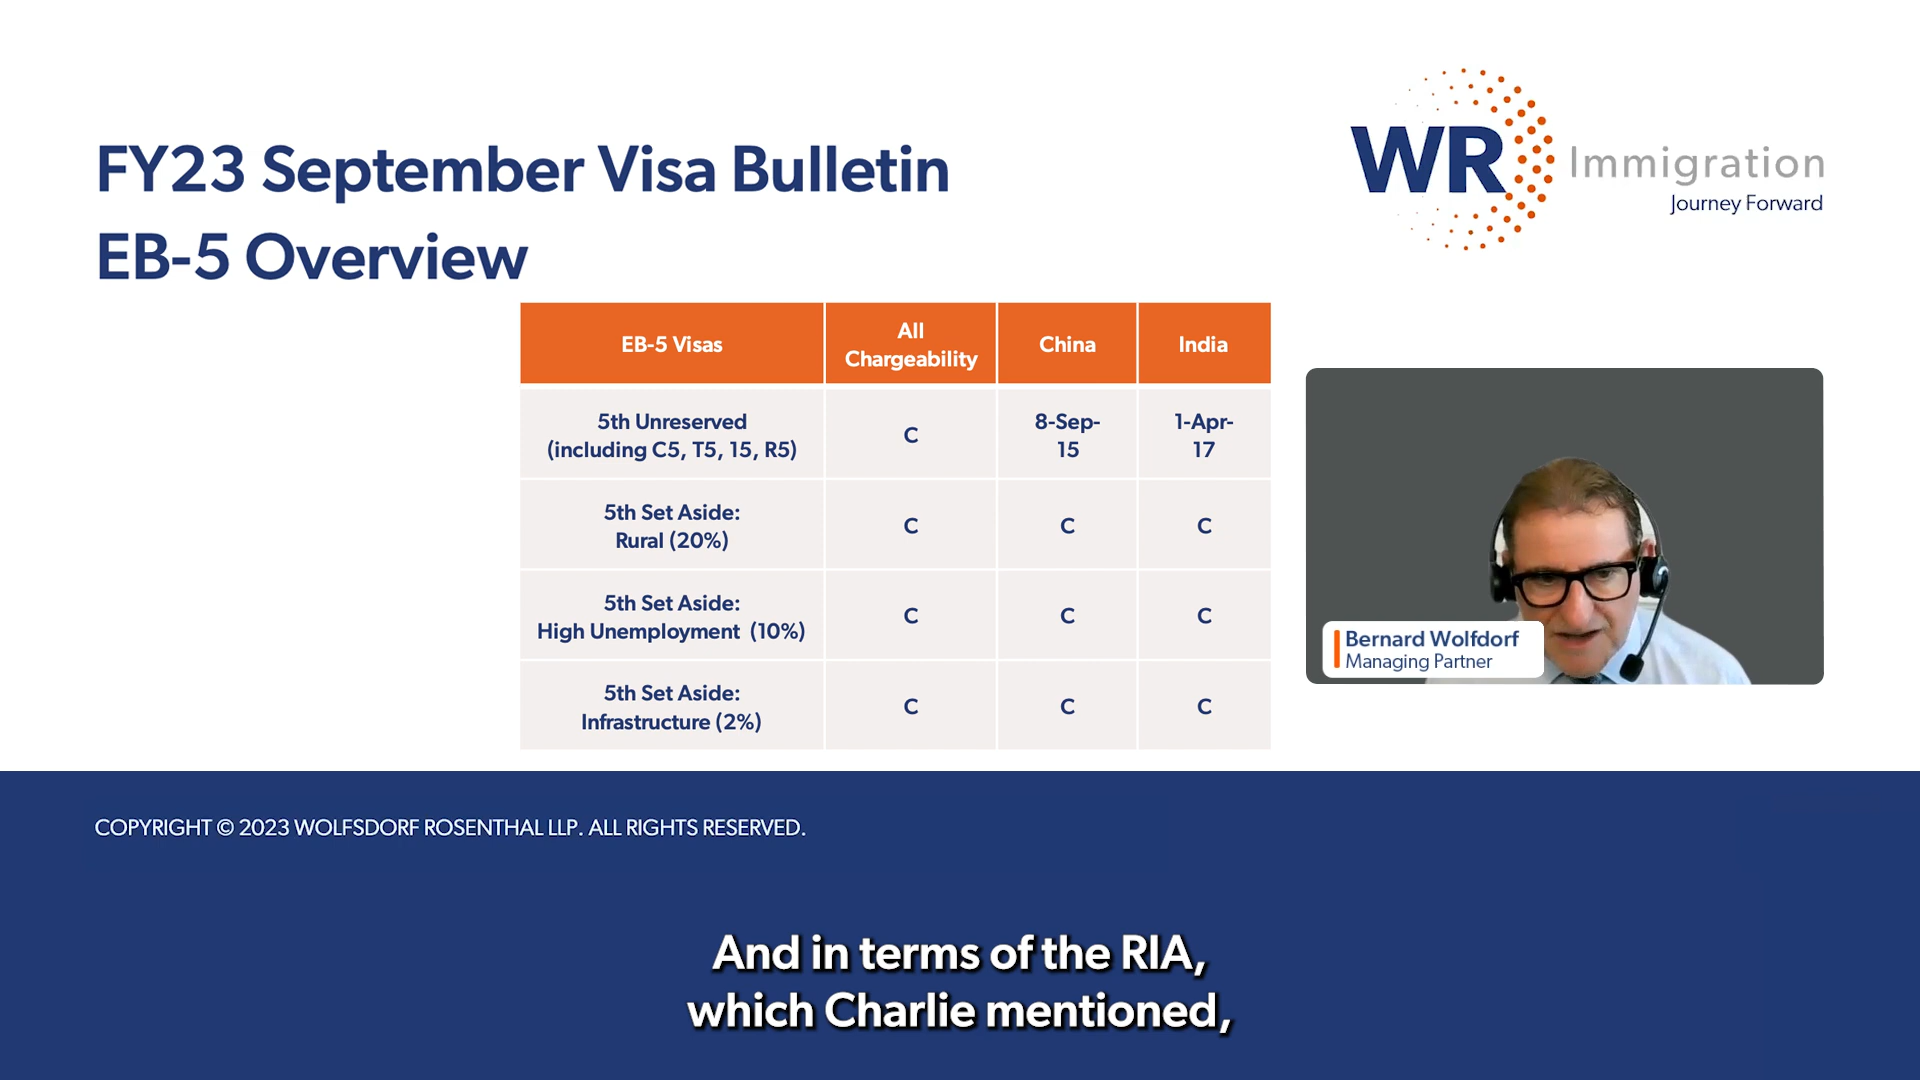 FY23 September Visa Bulletin
EB-5 Overview
WR Immigration
Journey Forward
EB-5 Visas
All
Chargeability
China
India
5th Unreserved
(including C5, T5, 15, R5)
C
8-Sep-
15
1-Apr-
17
5th Set Aside:
Rural (20%)
C
C
C
5th Set Aside:
High Unemployment (10%)
C
C
C
5th Set Aside:
Infrastructure (2%)
C
C
C
Bernard Wolfdorf
Managing Partner
COPYRIGHT © 2023 WOLFSDORF ROSENTHAL LLP. ALL RIGHTS RESERVED.
And in terms of the RIA,
which Charlie mentioned,